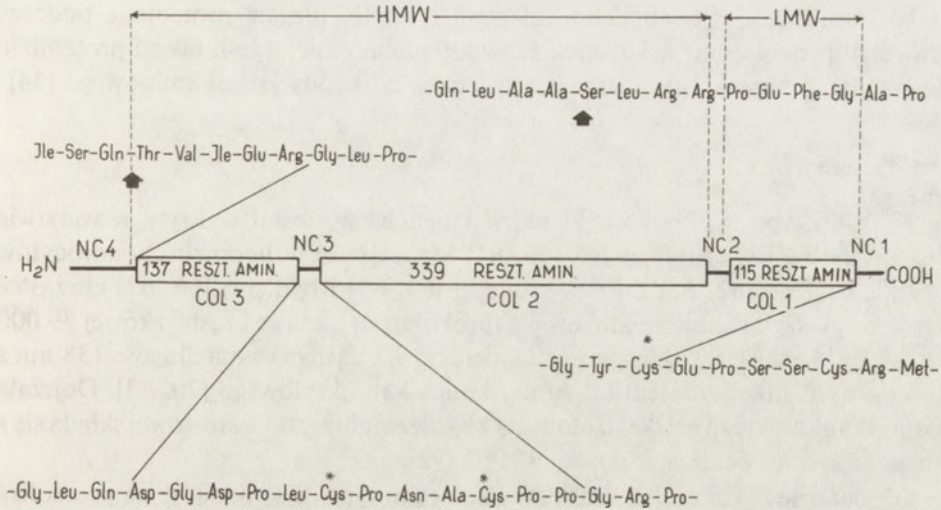 HMW LMW
-Gln-Leu-Ala-Ala-Ser-Leu-Arg-Arg-Pro-Glu-Phe-Gly-Ala-Pro
Jle-Ser-Gln-Thr-Val-Jle-Glu-Arg-Gly-Leu-Pro-
NC4 NC3 NC2 NC1
H₂N 137 RESZT. AMIN. 339 RESZT. AMIN. 115 RESZT. AMIN. COOH
COL 3 COL 2 COL 1
*
-Gly-Tyr-Cys-Glu-Pro-Ser-Ser-Cys-Arg-Met-
* *
-Gly-Leu-Gln-Asp-Gly-Asp-Pro-Leu-Cys-Pro-Asn-Ala-Cys-Pro-Pro-Gly-Arg-Pro-